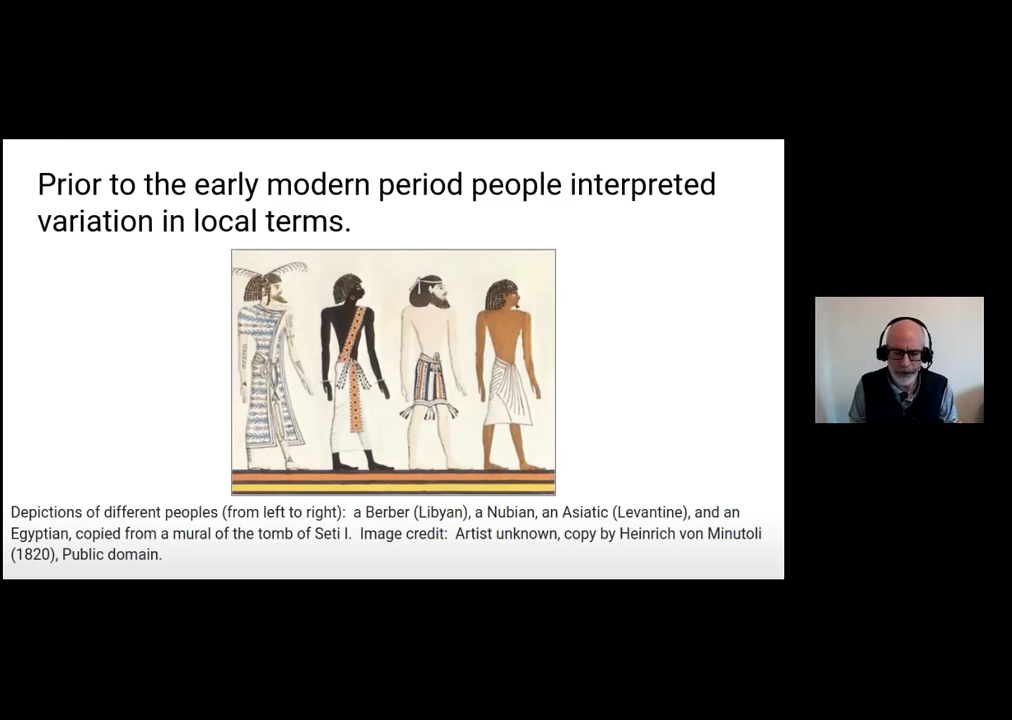 Prior to the early modern period people interpreted
variation in local terms.
Depictions of different peoples (from left to right): a Berber (Libyan), a Nubian, an Asiatic (Levantine), and an
Egyptian, copied from a mural of the tomb of Seti I. Image credit: Artist unknown, copy by Heinrich von Minutoli
(1820), Public domain.